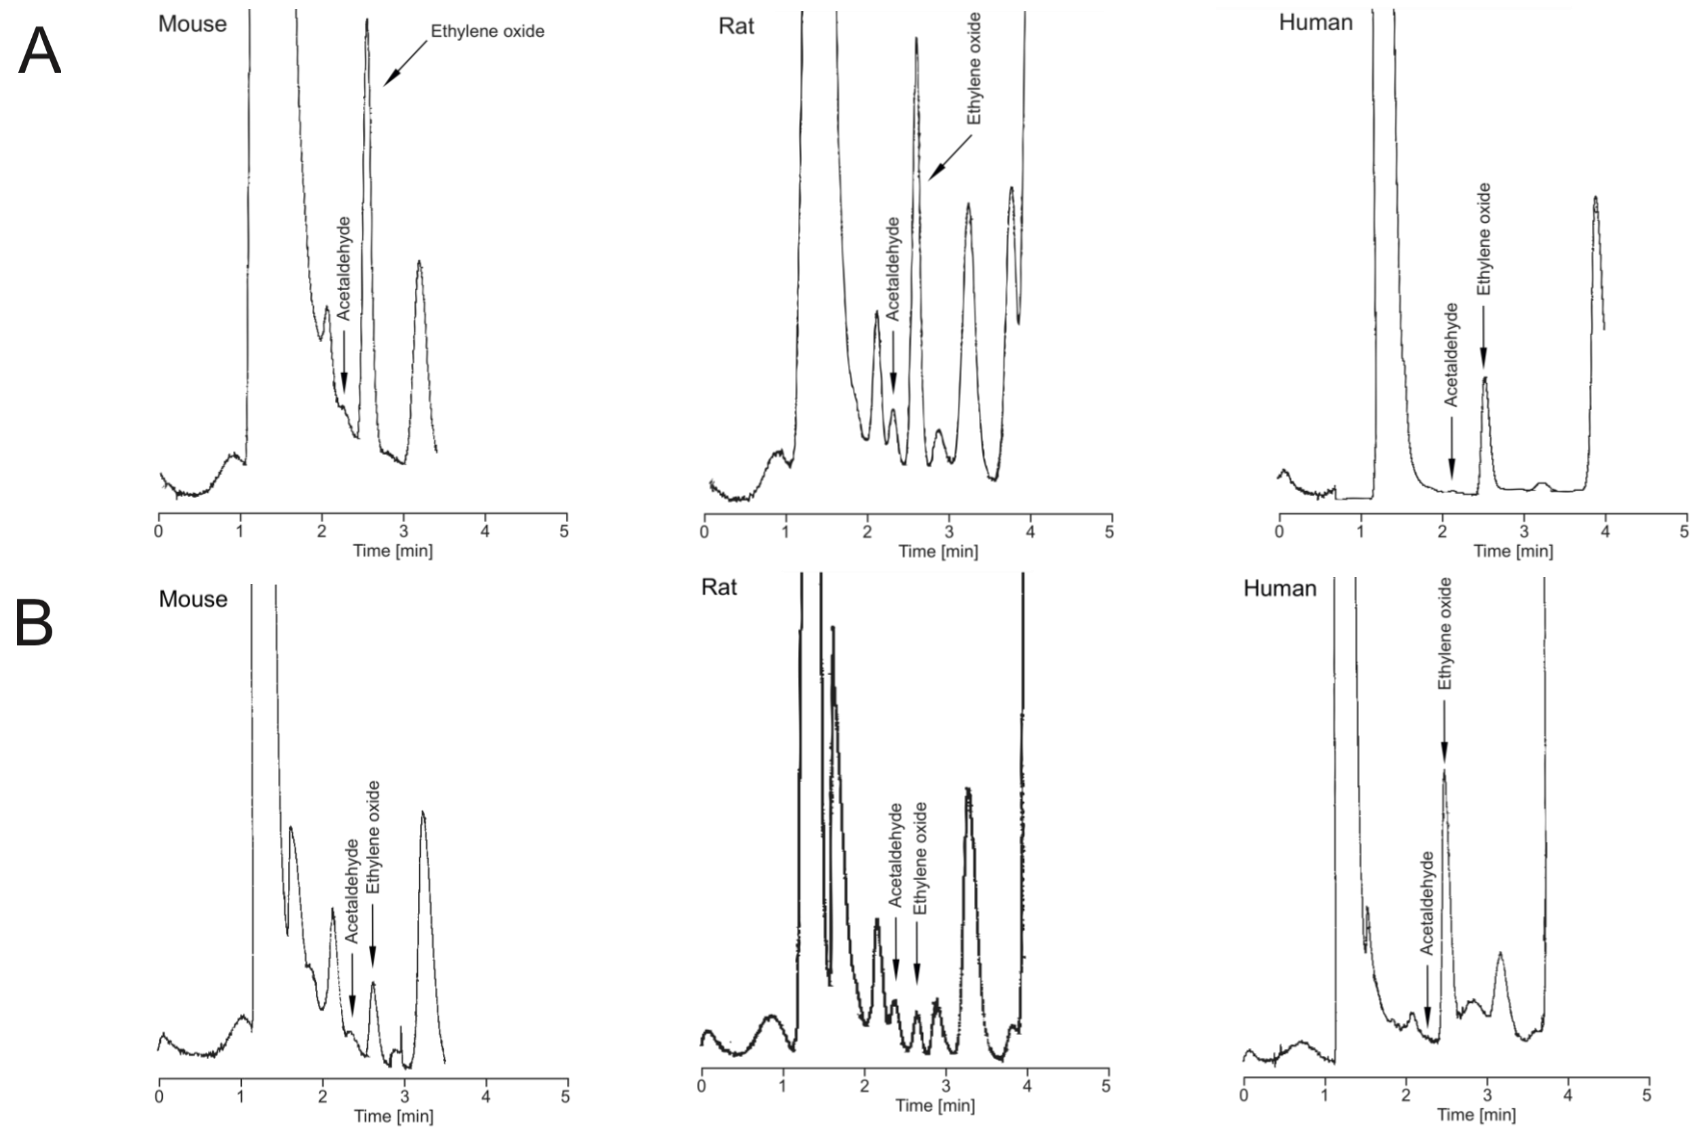 A
Mouse
Ethylene oxide
Acetaldehyde
0 1 2 3 4 5
Time [min]
Rat
Ethylene oxide
Acetaldehyde
0 1 2 3 4 5
Time [min]
Human
Ethylene oxide
Acetaldehyde
0 1 2 3 4 5
Time [min]
B
Mouse
Acetaldehyde
Ethylene oxide
0 1 2 3 4 5
Time [min]
Rat
Acetaldehyde
Ethylene oxide
0 1 2 3 4 5
Time [min]
Human
Ethylene oxide
Acetaldehyde
0 1 2 3 4 5
Time [min]